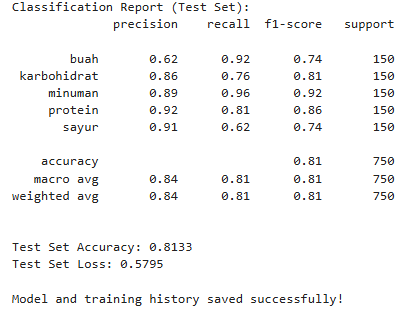 Classification Report (Test Set):
precision recall f1-score support
buah 0.62 0.92 0.74 150
karbohidrat 0.86 0.76 0.81 150
minuman 0.89 0.96 0.92 150
protein 0.92 0.81 0.86 150
sayur 0.91 0.62 0.74 150
accuracy 0.81 750
macro avg 0.84 0.81 0.81 750
weighted avg 0.84 0.81 0.81 750
Test Set Accuracy: 0.8133
Test Set Loss: 0.5795
Model and training history saved successfully!